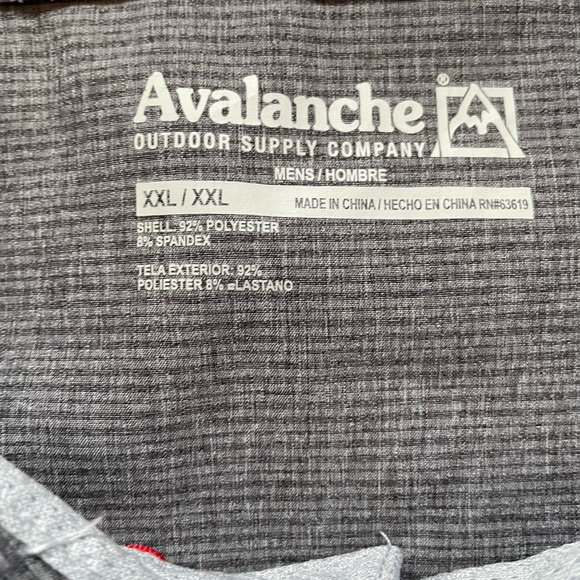 Avalanche®
OUTDOOR SUPPLY COMPANY
MENS / HOMBRE
XXL / XXL MADE IN CHINA / HECHO EN CHINA RN#63619
SHELL: 92% POLYESTER
8% SPANDEX
TELA EXTERIOR: 92%
POLIESTER 8% ELASTANO